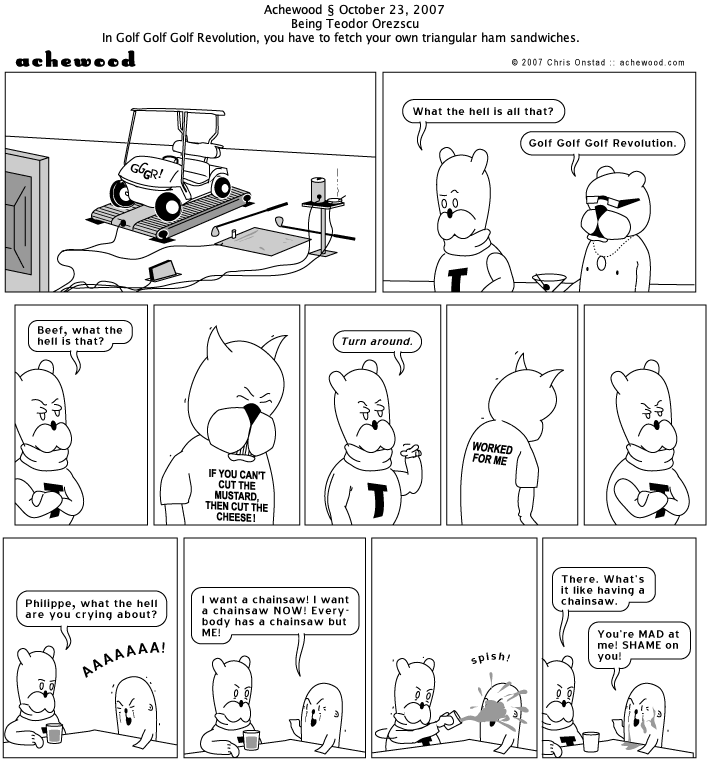 Achewood § October 23, 2007
Being Teodor Orezscu
In Golf Golf Golf Revolution, you have to fetch your own triangular ham sandwiches.
achewood
© 2007 Chris Onstad :: achewood.com
GGGR!
What the hell is all that?
Golf Golf Golf Revolution.
T
Beef, what the
hell is that?
T
IF YOU CAN'T
CUT THE
MUSTARD,
THEN CUT THE
CHEESE!
Turn around.
T
WORKED
FOR ME
T
Philippe, what the hell
are you crying about?
AAAAAAA!
I want a chainsaw! I want
a chainsaw NOW! Every-
body has a chainsaw but
ME!
spish!
There. What's
it like having a
chainsaw.
You're MAD at
me! SHAME on
you!